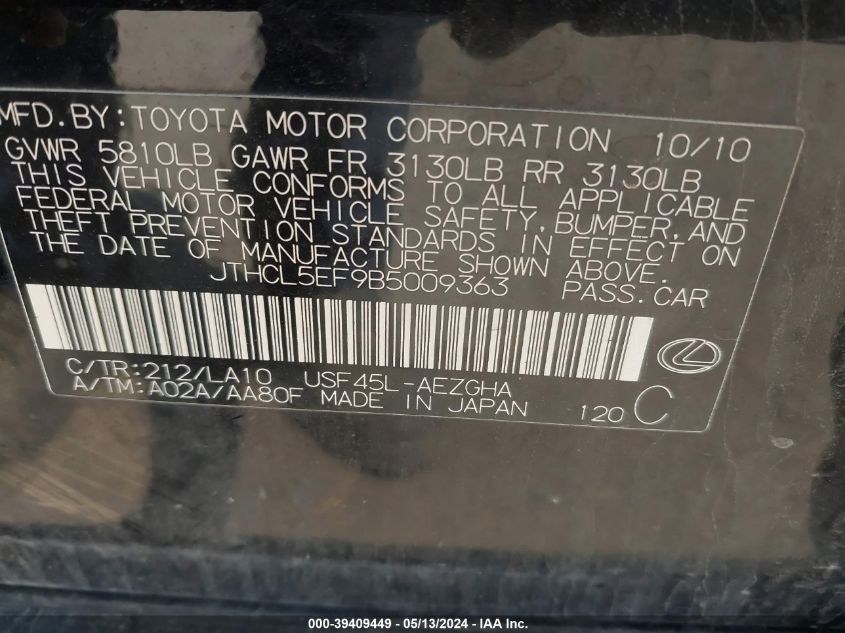 MFD. BY: TOYOTA MOTOR CORPORATION 10/10
GVWR 5810LB GAWR FR 3130LB RR 3130LB
THIS VEHICLE CONFORMS TO ALL APPLICABLE
FEDERAL MOTOR VEHICLE SAFETY, BUMPER, AND
THEFT PREVENTION STANDARDS IN EFFECT ON
THE DATE OF MANUFACTURE SHOWN ABOVE.
JTHCL5EF9B5009363 PASS. CAR
C/TR: 212/LA10 USF45L-AEZGHA
A/TM: A02A/AA80F MADE IN JAPAN 120 C
000-39409449 - 05/13/2024 - IAA Inc.